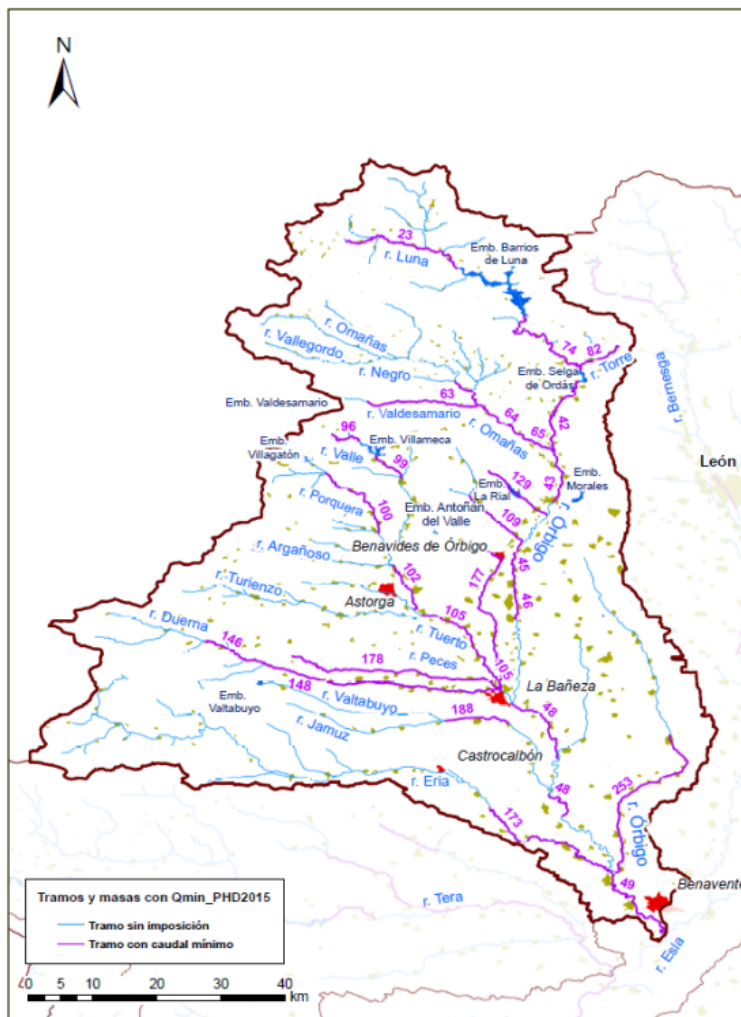 N
23
r. Luna
Emb. Barrios
de Luna
r. Omañas
r. Vallegordo
r. Negro
74
82
Emb. Selga
de Ordás
r. Torre
r. Bernesga
Emb. Valdesamario
63
r. Valdesamario
64
r. Omañas
65
42
96
Emb.
Villagatón
r. Valle
Emb. Villameca
99
León
129
Emb.
La Rial
43
Emb.
Morales
r. Porquera
100
Emb. Antoñán
del Valle
109
r. Órbigo
Benavides de Órbigo
45
r. Argañoso
102
177
46
r. Turienzo
Astorga
105
r. Tuerto
r. Duerna
146
r. Peces
178
105
148
La Bañeza
Emb.
Valtabuyo
r. Valtabuyo
188
48
r. Jamuz
Castrocalbón
r. Eria
48
253
173
r. Órbigo
49
Benavente
r. Tera
r. Esla
Tramos y masas con Qmin_PHD2015
Tramo sin imposición
Tramo con caudal mínimo
0 5 10 20 30 40
km